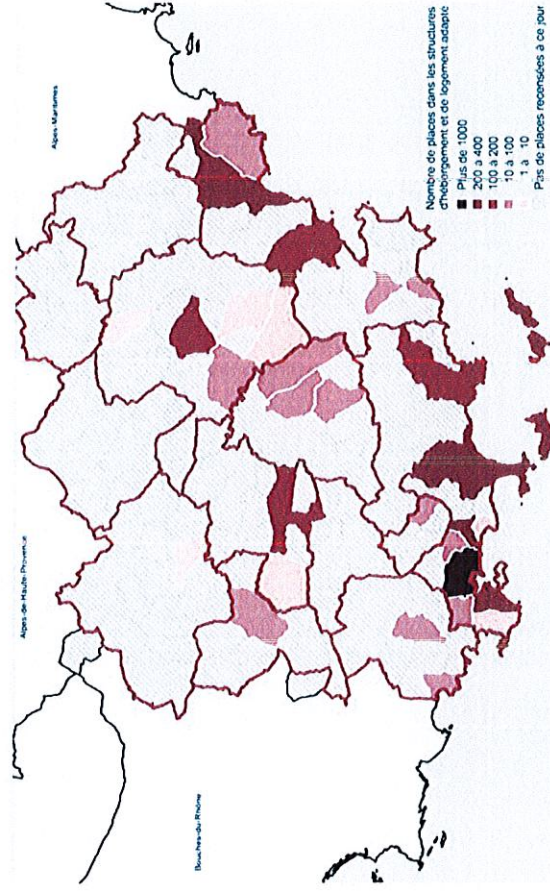 Alpes-de-Haute-Provence
Alpes-Maritimes
Bouches-du-Rhône
Nombre de places dans les structures
d'hébergement et de logement adapté
Plus de 1000
200 à 400
100 à 200
10 à 100
1 à 10
Pas de places recensées à ce jour